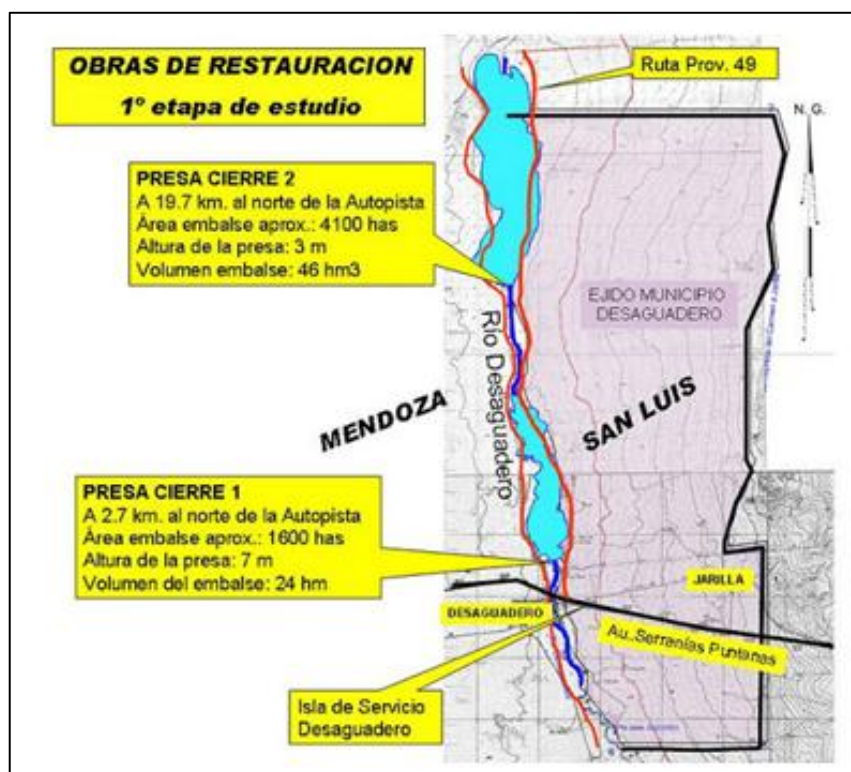 OBRAS DE RESTAURACION
1º etapa de estudio
Ruta Prov. 49
N. G.
PRESA CIERRE 2
A 19.7 km. al norte de la Autopista
Área embalse aprox.: 4100 has
Altura de la presa: 3 m
Volumen embalse: 46 hm3
EJIDO MUNICIPIO
DESAGUADERO
Río Desaguadero
MENDOZA
SAN LUIS
PRESA CIERRE 1
A 2.7 km. al norte de la Autopista
Área embalse aprox.: 1600 has
Altura de la presa: 7 m
Volumen del embalse: 24 hm
JARILLA
DESAGUADERO
Au. Serranías Puntanas
Isla de Servicio
Desaguadero